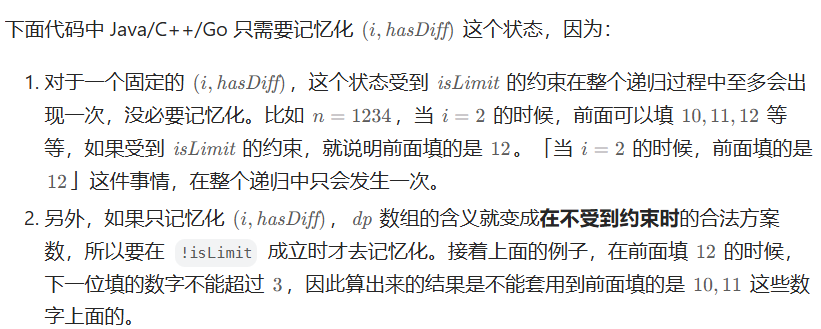 下面代码中 Java/C++/Go 只需要记忆化 (i, hasDiff) 这个状态，因为：
1. 对于一个固定的 (i, hasDiff)，这个状态受到 isLimit 的约束在整个递归过程中至多会出
现一次，没必要记忆化。比如 n = 1234，当 i = 2 的时候，前面可以填 10, 11, 12 等
等，如果受到 isLimit 的约束，就说明前面填的是 12。「当 i = 2 的时候，前面填的是
12」这件事情，在整个递归中只会发生一次。
2. 另外，如果只记忆化 (i, hasDiff)，dp 数组的含义就变成在不受到约束时的合法方案
数，所以要在 !isLimit 成立时才去记忆化。接着上面的例子，在前面填 12 的时候，
下一位填的数字不能超过 3，因此算出来的结果是不能套用到前面填的是 10, 11 这些数
字上面的。